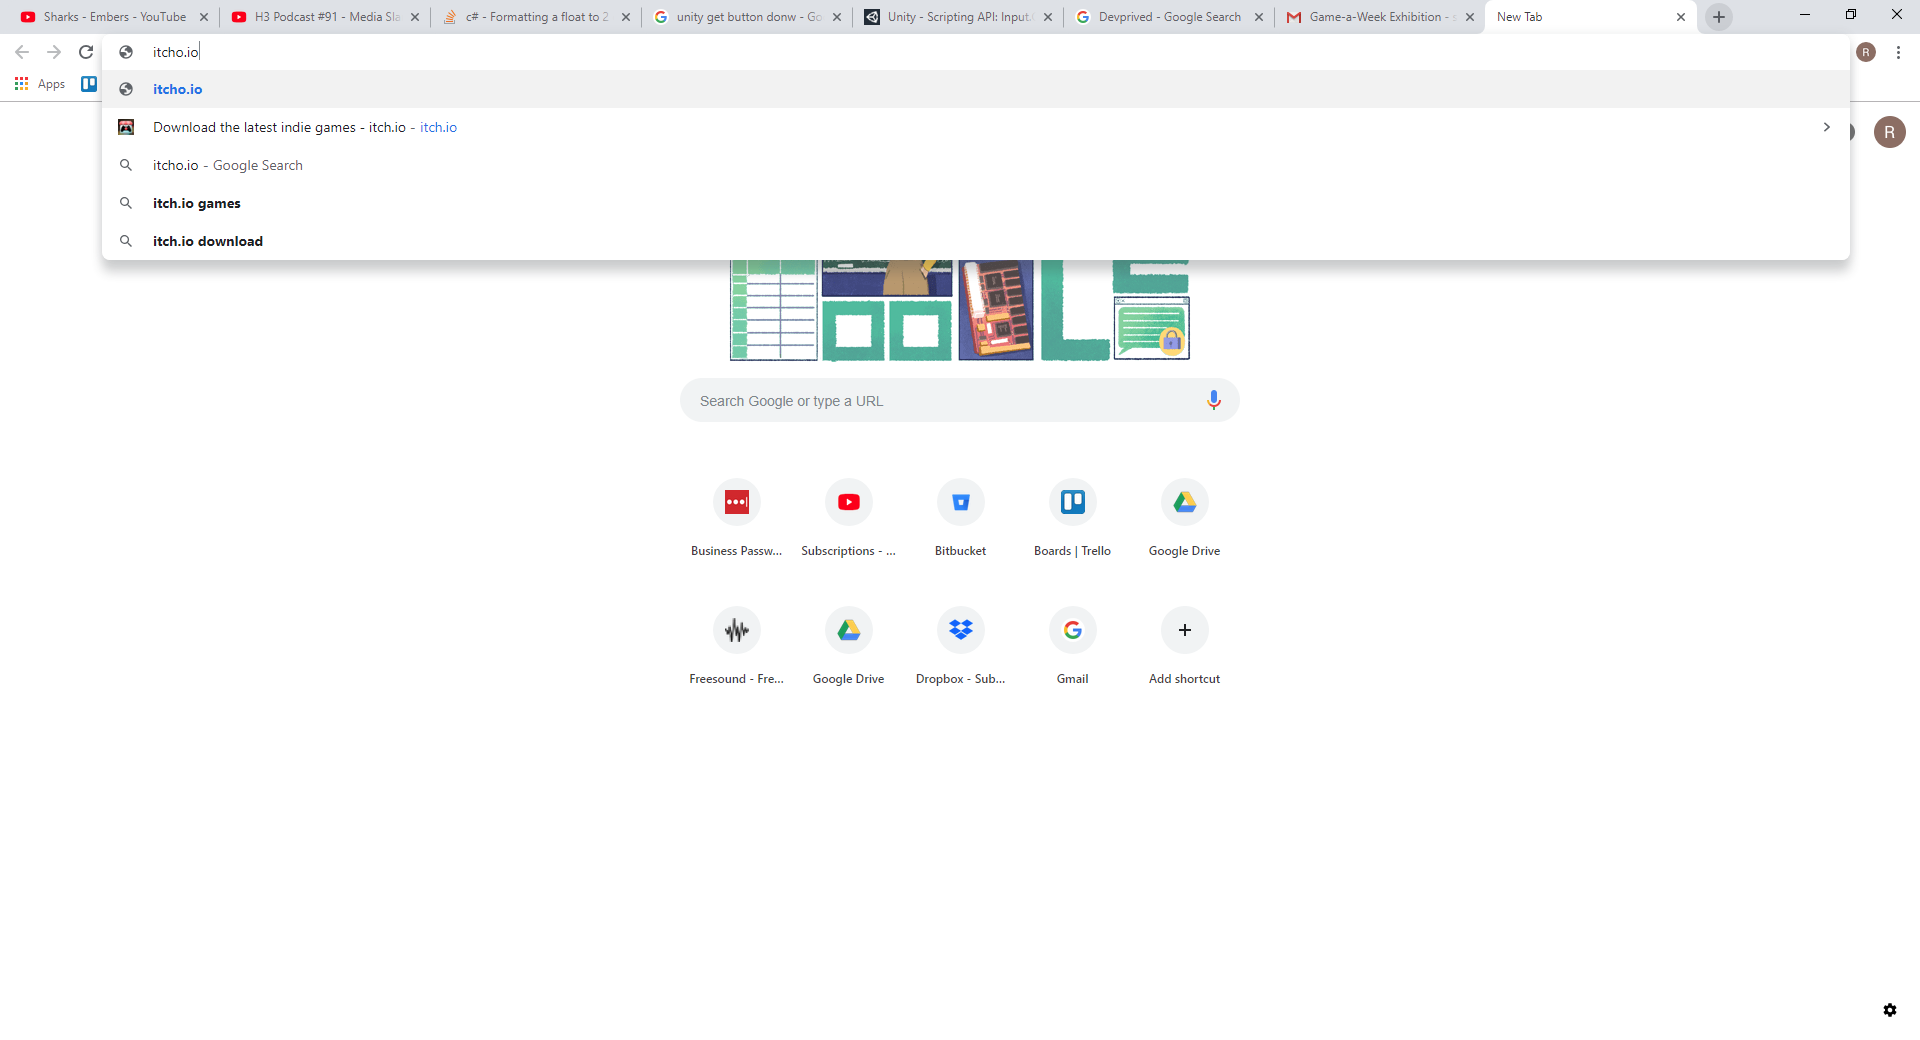 Sharks - Embers - YouTube
H3 Podcast #91 - Media Sla
c# - Formatting a float to 2
unity get button donw - Go
Unity - Scripting API: Input.
Devprived - Google Search
Game-a-Week Exhibition - s
New Tab
itcho.io
R
Apps
itcho.io
Download the latest indie games - itch.io - itch.io
R
itcho.io - Google Search
itch.io games
itch.io download
Search Google or type a URL
Business Passw...
Subscriptions - ...
Bitbucket
Boards | Trello
Google Drive
Freesound - Fre...
Google Drive
Dropbox - Sub...
Gmail
Add shortcut